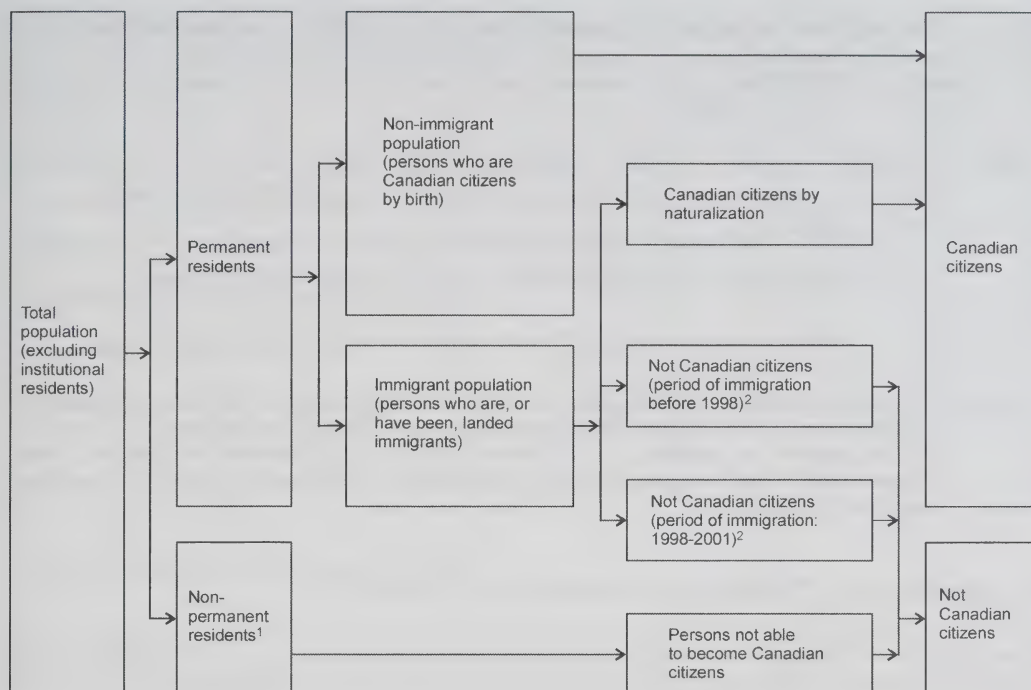 Total
population
(excluding
institutional
residents)
Permanent
residents
Non-
permanent
residents¹
Non-immigrant
population
(persons who are
Canadian citizens
by birth)
Immigrant population
(persons who are, or
have been, landed
immigrants)
Canadian citizens by
naturalization
Not Canadian citizens
(period of immigration
before 1998)²
Not Canadian citizens
(period of immigration:
1998-2001)²
Persons not able
to become Canadian
citizens
Canadian
citizens
Not
Canadian
citizens